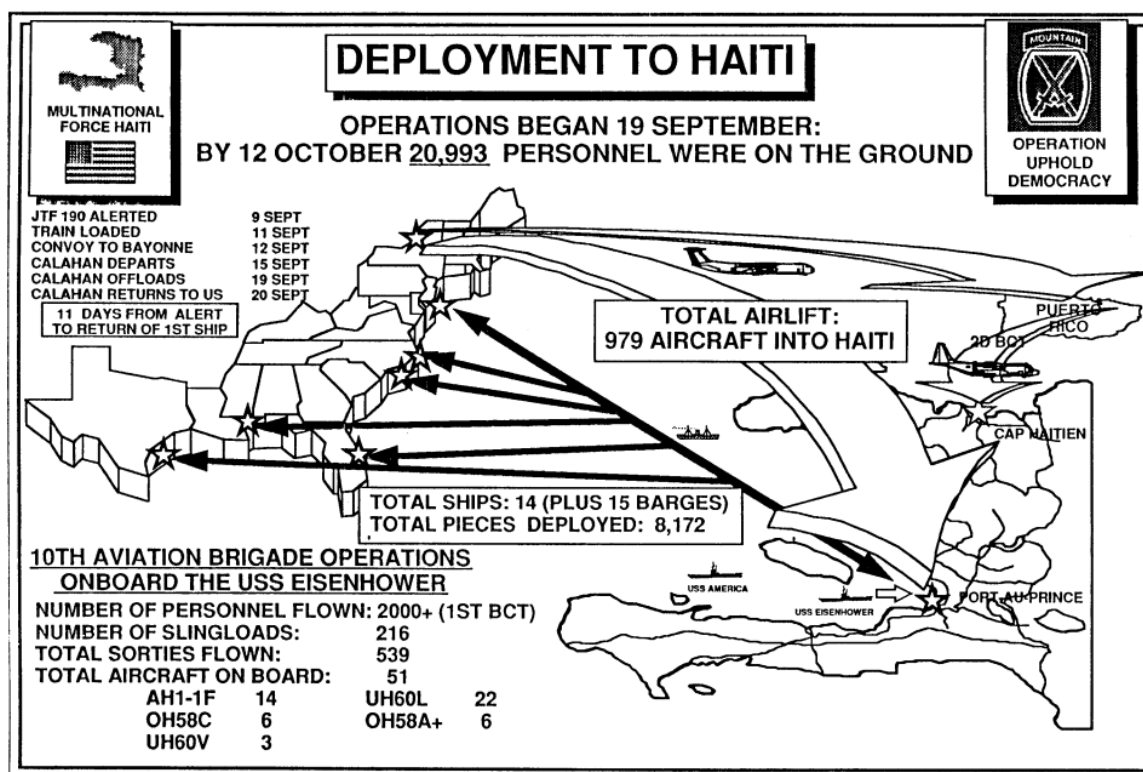 DEPLOYMENT TO HAITI
MULTINATIONAL
FORCE HAITI
OPERATIONS BEGAN 19 SEPTEMBER:
BY 12 OCTOBER 20,993 PERSONNEL WERE ON THE GROUND
MOUNTAIN
OPERATION
UPHOLD
DEMOCRACY
JTF 190 ALERTED 9 SEPT
TRAIN LOADED 11 SEPT
CONVOY TO BAYONNE 12 SEPT
CALAHAN DEPARTS 15 SEPT
CALAHAN OFFLOADS 19 SEPT
CALAHAN RETURNS TO US 20 SEPT
11 DAYS FROM ALERT
TO RETURN OF 1ST SHIP
TOTAL AIRLIFT:
979 AIRCRAFT INTO HAITI
PUERTO
RICO
2D BCT
CAP HAITIEN
TOTAL SHIPS: 14 (PLUS 15 BARGES)
TOTAL PIECES DEPLOYED: 8,172
USS AMERICA
USS EISENHOWER
PORT-AU-PRINCE
10TH AVIATION BRIGADE OPERATIONS
ONBOARD THE USS EISENHOWER
NUMBER OF PERSONNEL FLOWN: 2000+ (1ST BCT)
NUMBER OF SLINGLOADS: 216
TOTAL SORTIES FLOWN: 539
TOTAL AIRCRAFT ON BOARD: 51
AH1-1F 14 UH60L 22
OH58C 6 OH58A+ 6
UH60V 3